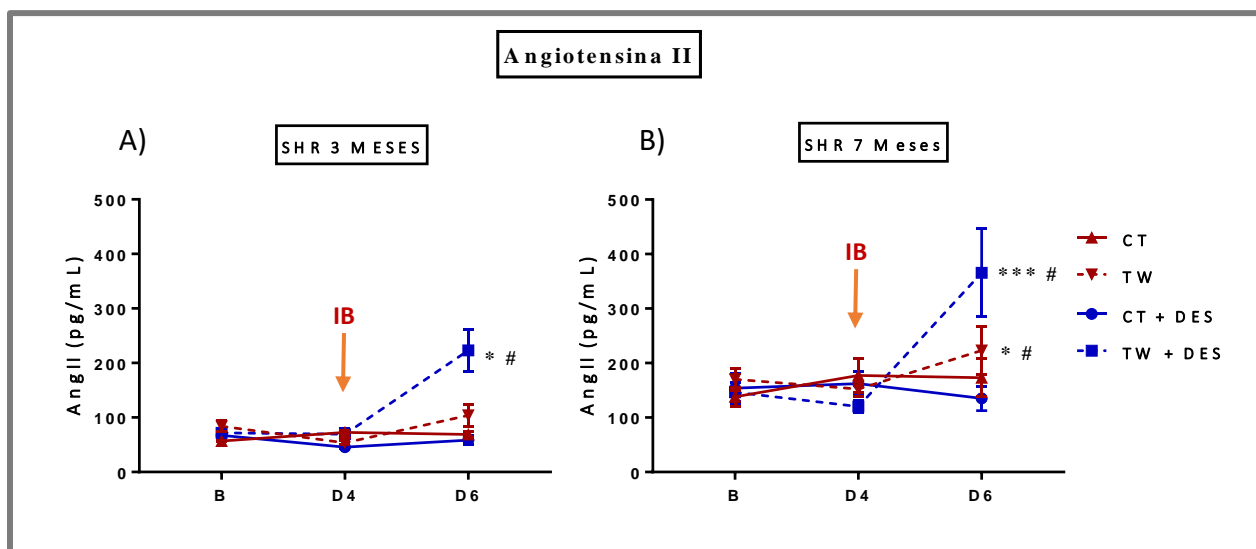 Angiotensina II
A)
SHR 3 MESES
B)
SHR 7 Meses
500
400
300
200
100
0
AngII (pg/mL)
IB
* #
B
D4
D6
500
400
300
200
100
0
AngII (pg/mL)
IB
*** #
* #
B
D4
D6
CT
TW
CT + DES
TW + DES